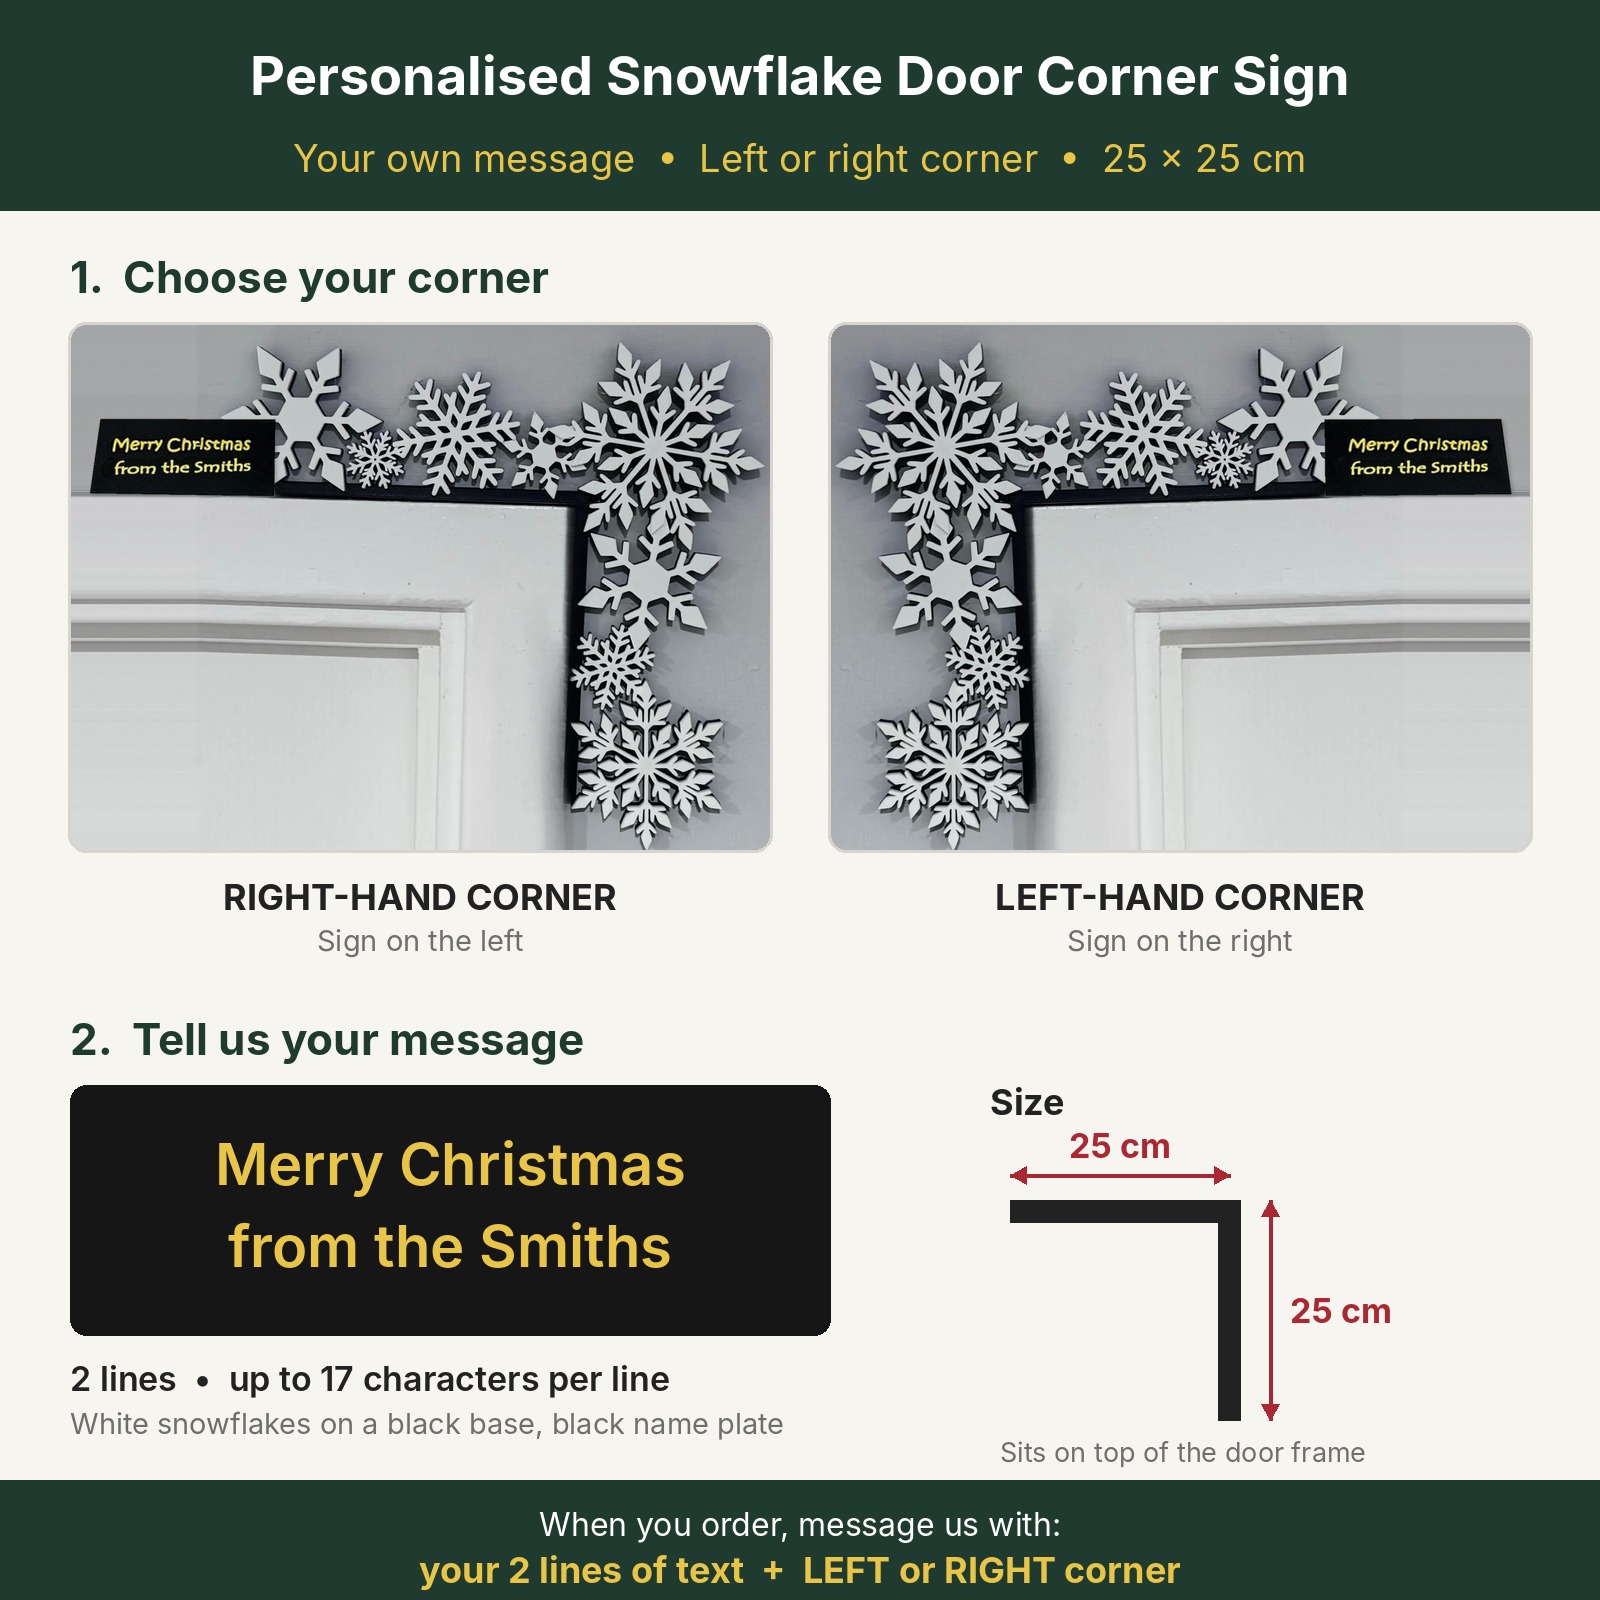 Personalised Snowflake Door Corner Sign
Your own message • Left or right corner • 25 × 25 cm
1. Choose your corner
Merry Christmas
from the Smiths
Merry Christmas
from the Smiths
RIGHT-HAND CORNER
Sign on the left
LEFT-HAND CORNER
Sign on the right
2. Tell us your message
Merry Christmas
from the Smiths
2 lines • up to 17 characters per line
White snowflakes on a black base, black name plate
Size
25 cm
25 cm
Sits on top of the door frame
When you order, message us with:
your 2 lines of text + LEFT or RIGHT corner